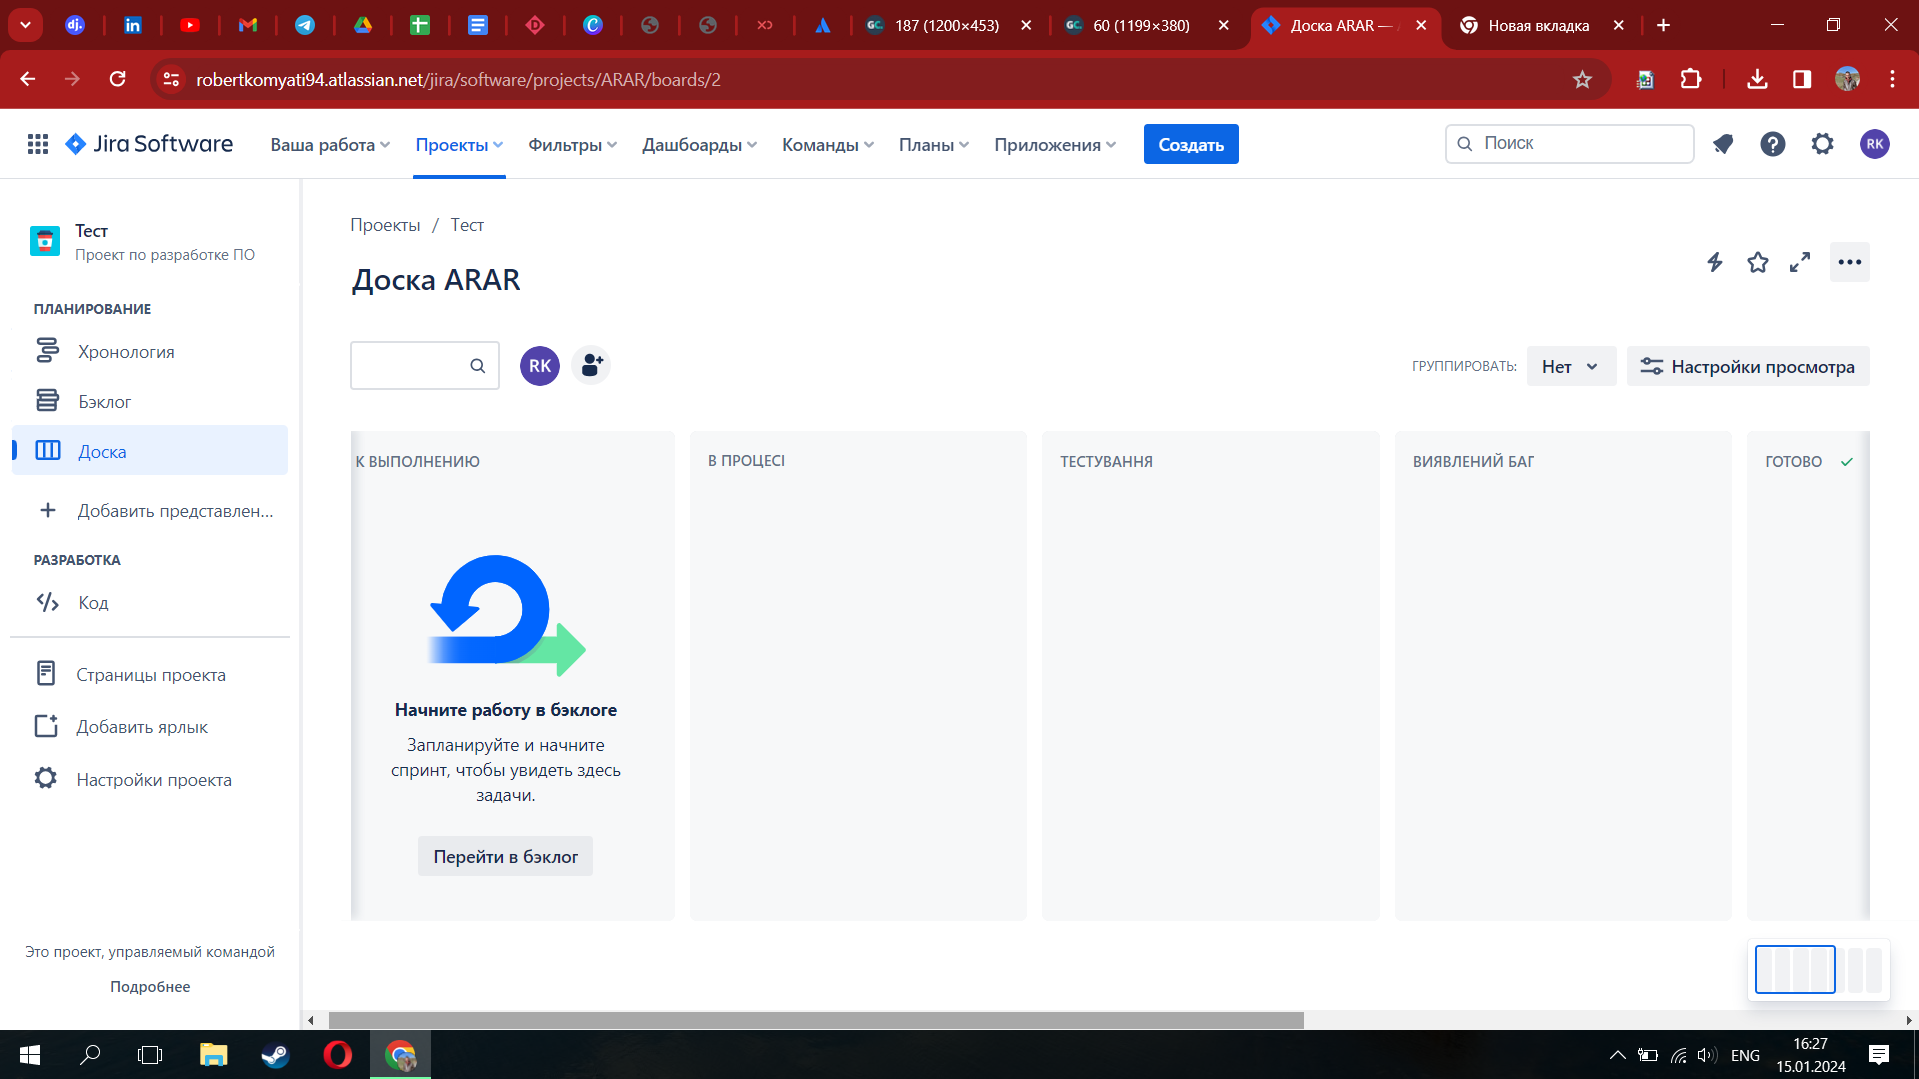 dj.
187 (1200×453)
60 (1199×380)
Доска ARAR —
Новая вкладка
robertkomyati94.atlassian.net/jira/software/projects/ARAR/boards/2
Jira Software
Ваша работа
Проекты
Фильтры
Дашбоарды
Команды
Планы
Приложения
Создать
Поиск
RK
Тест
Проект по разработке ПО
ПЛАНИРОВАНИЕ
Хронология
Бэклог
Доска
Добавить представлен...
РАЗРАБОТКА
Код
Страницы проекта
Добавить ярлык
Настройки проекта
Это проект, управляемый командой
Подробнее
Проекты / Тест
Доска ARAR
RK
ГРУППИРОВАТЬ:
Нет
Настройки просмотра
К ВЫПОЛНЕНИЮ
В ПРОЦЕСІ
ТЕСТУВАННЯ
ВИЯВЛЕНИЙ БАГ
ГОТОВО
Начните работу в бэклоге
Запланируйте и начните
спринт, чтобы увидеть здесь
задачи.
Перейти в бэклог
ENG
16:27
15.01.2024